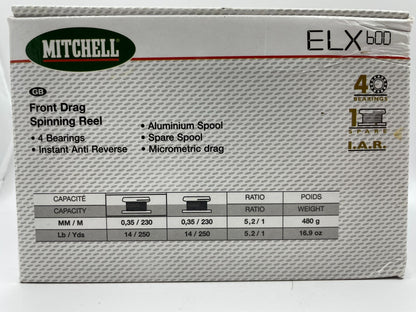 MITCHELL
ELX 600
GB
Front Drag
Spinning Reel
• 4 Bearings
• Instant Anti Reverse
• Aluminium Spool
• Spare Spool
• Micrometric drag
4
BEARINGS
1
SPARE
I.A.R.
CAPACITÉ RATIO POIDS
CAPACITY RATIO WEIGHT
MM / M 0,35 / 230 0,35 / 230 5,2 / 1 480 g
Lb / Yds 14 / 250 14 / 250 5.2 / 1 16.9 oz